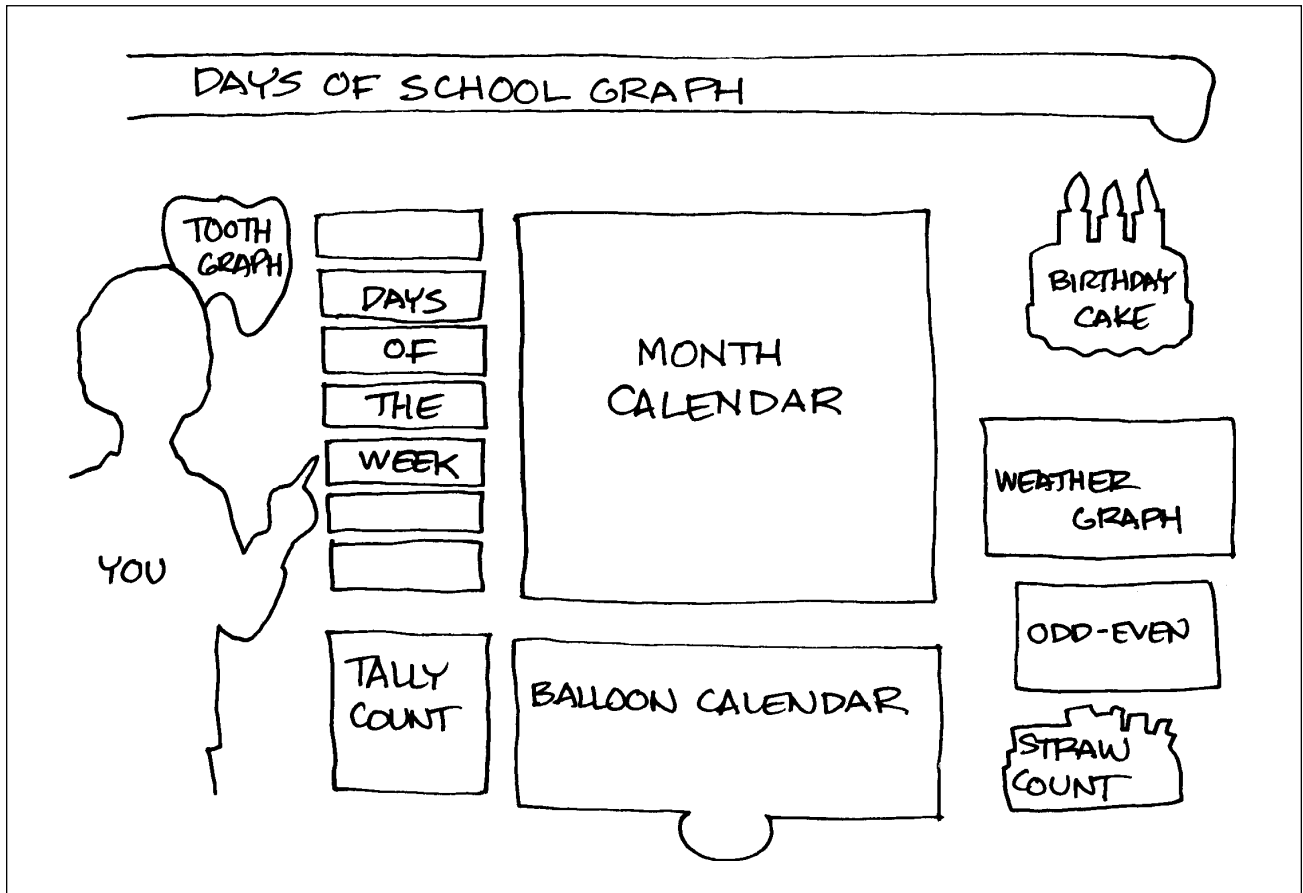 DAYS OF SCHOOL GRAPH
TOOTH
GRAPH
DAYS
OF
THE
WEEK
MONTH
CALENDAR
BIRTHDAY
CAKE
WEATHER
GRAPH
YOU
ODD-EVEN
TALLY
COUNT
BALLOON CALENDAR
STRAW
COUNT